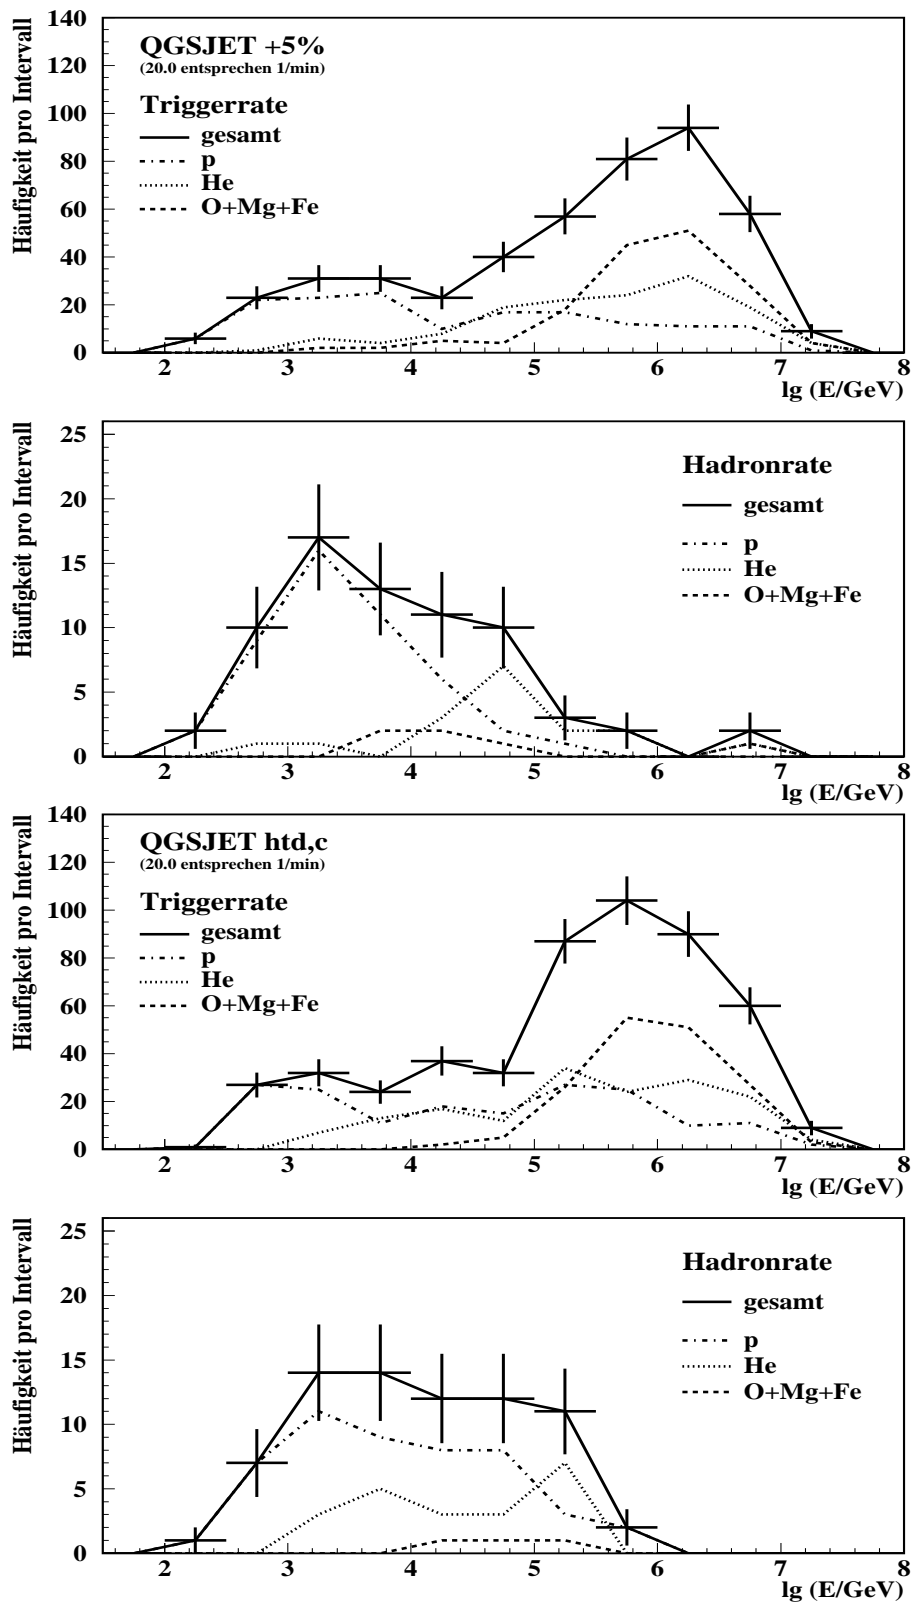 Häufigkeit pro Intervall
140
120
100
80
60
40
20
0
QGSJET +5%
(20.0 entsprechen 1/min)
Triggerrate
gesamt
p
He
O+Mg+Fe
2 3 4 5 6 7 8
lg (E/GeV)
Häufigkeit pro Intervall
25
20
15
10
5
0
Hadronrate
gesamt
p
He
O+Mg+Fe
2 3 4 5 6 7 8
lg (E/GeV)
Häufigkeit pro Intervall
140
120
100
80
60
40
20
0
QGSJET htd,c
(20.0 entsprechen 1/min)
Triggerrate
gesamt
p
He
O+Mg+Fe
2 3 4 5 6 7 8
lg (E/GeV)
Häufigkeit pro Intervall
25
20
15
10
5
0
Hadronrate
gesamt
p
He
O+Mg+Fe
2 3 4 5 6 7 8
lg (E/GeV)